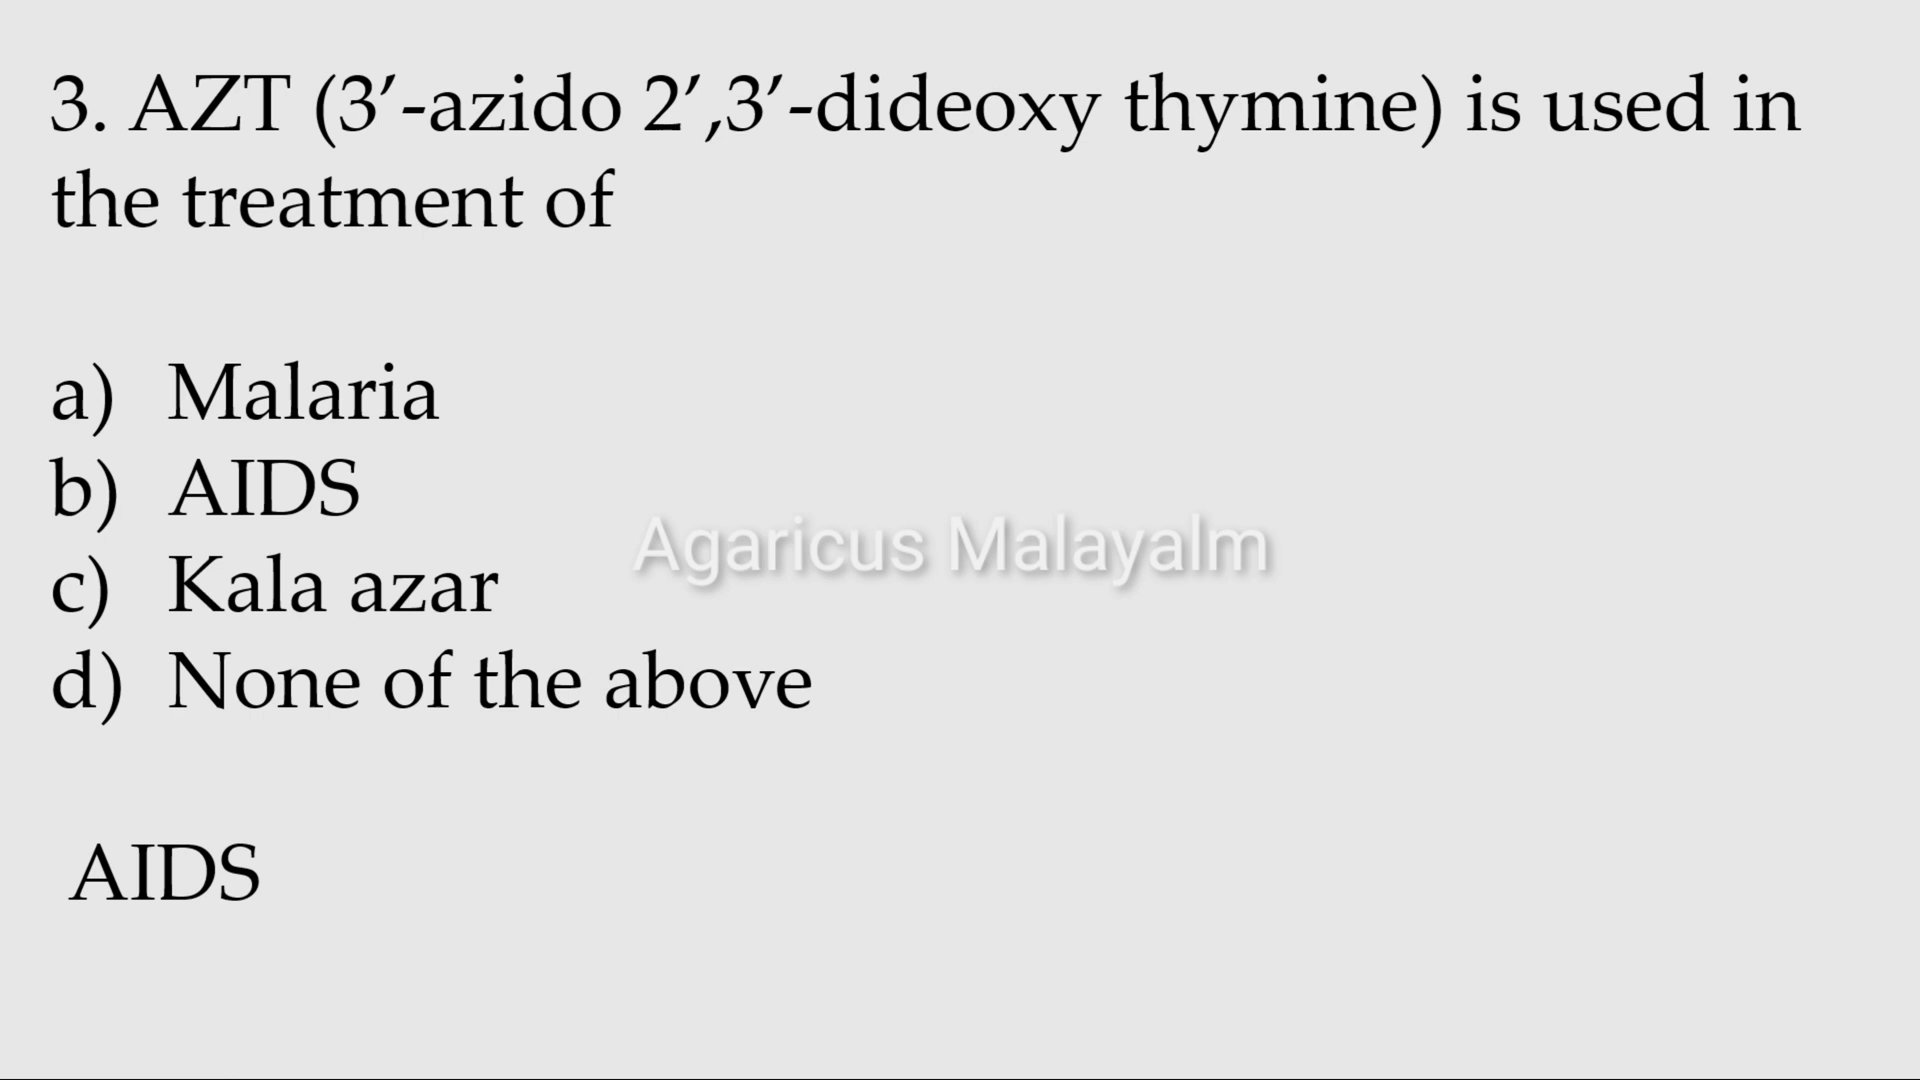 3. AZT (3′-azido 2′,3′-dideoxy thymine) is used in
the treatment of
a) Malaria
b) AIDS
Agaricus Malayalm
c) Kala azar
d) None of the above
AIDS